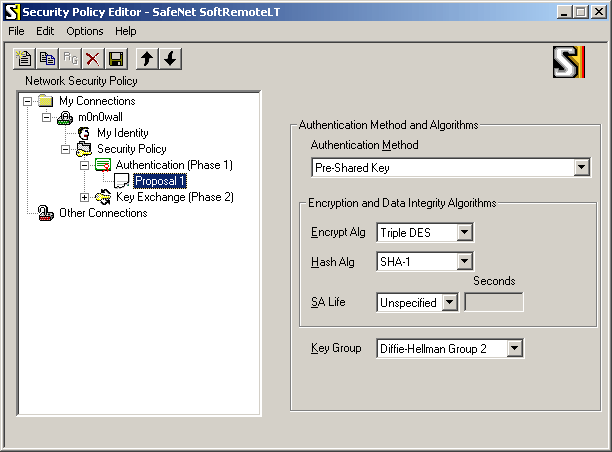 Security Policy Editor - SafeNet SoftRemoteLT
File Edit Options Help
Network Security Policy
My Connections
m0n0wall
My Identity
Security Policy
Authentication (Phase 1)
Proposal 1
Key Exchange (Phase 2)
Other Connections
Authentication Method and Algorithms
Authentication Method
Pre-Shared Key
Encryption and Data Integrity Algorithms
Encrypt Alg Triple DES
Hash Alg SHA-1
Seconds
SA Life Unspecified
Key Group Diffie-Hellman Group 2